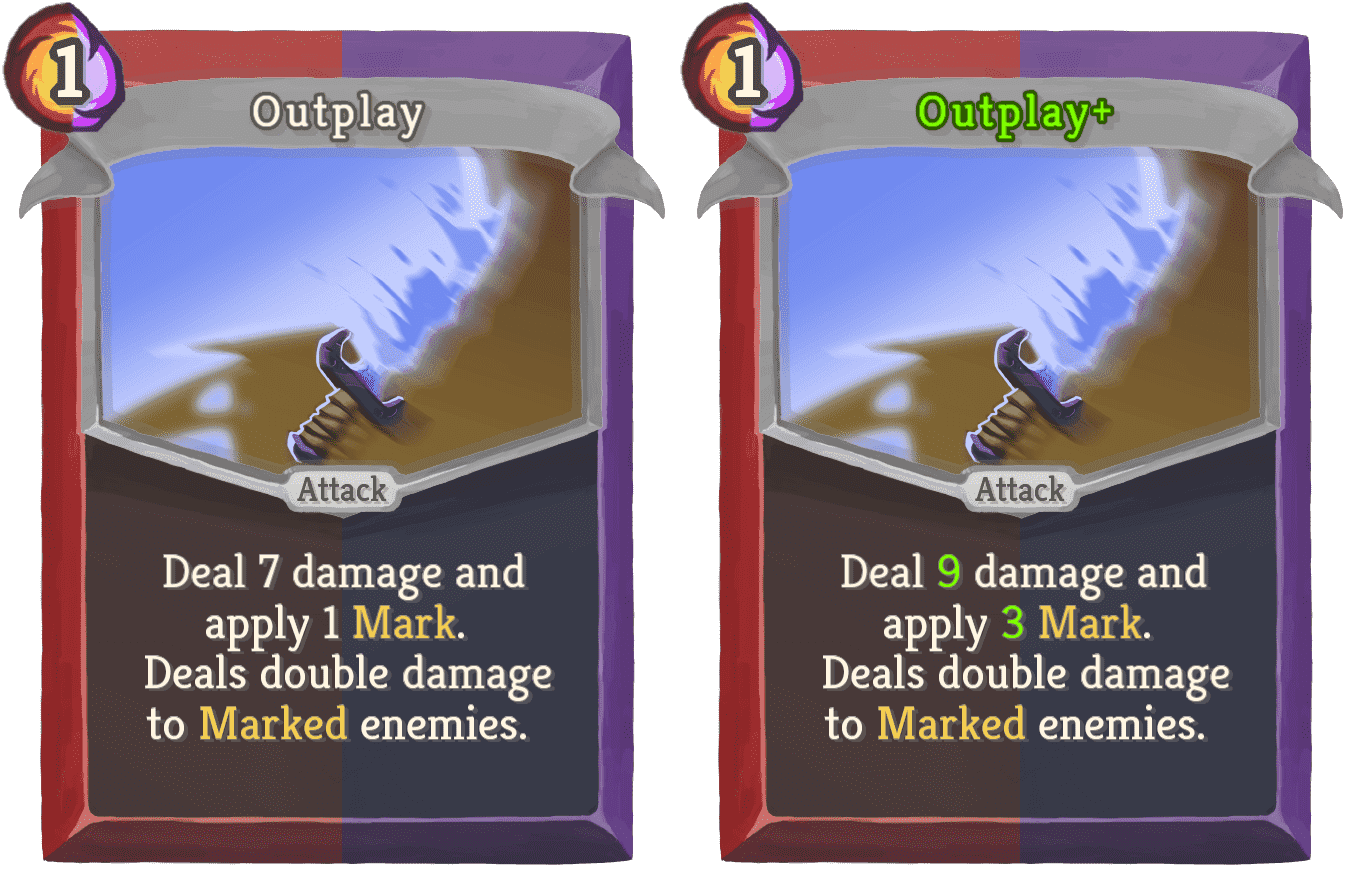 1
Outplay
Attack
Deal 7 damage and
apply 1 Mark.
Deals double damage
to Marked enemies.
1
Outplay+
Attack
Deal 9 damage and
apply 3 Mark.
Deals double damage
to Marked enemies.